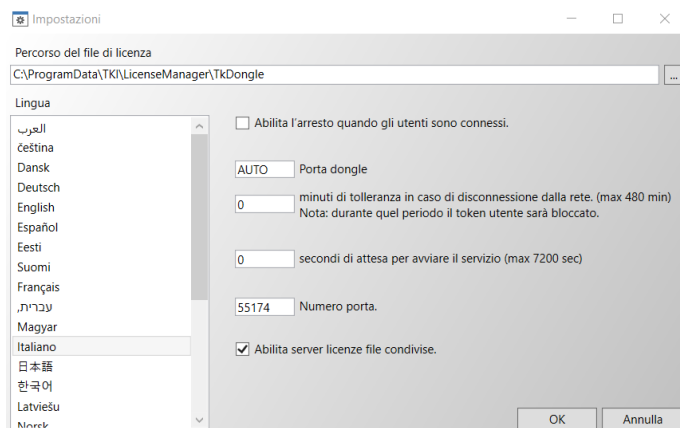 Impostazioni
Percorso del file di licenza
C:\ProgramData\TKI\LicenseManager\TkDongle
...
Lingua
العرب
čeština
Dansk
Deutsch
English
Español
Eesti
Suomi
Français
עברית,
Magyar
Italiano
日本語
한국어
Latviešu
Norsk
Abilita l'arresto quando gli utenti sono connessi.
AUTO Porta dongle
0 minuti di tolleranza in caso di disconnessione dalla rete. (max 480 min)
Nota: durante quel periodo il token utente sarà bloccato.
0 secondi di attesa per avviare il servizio (max 7200 sec)
55174 Numero porta.
Abilita server licenze file condivise.
OK Annulla